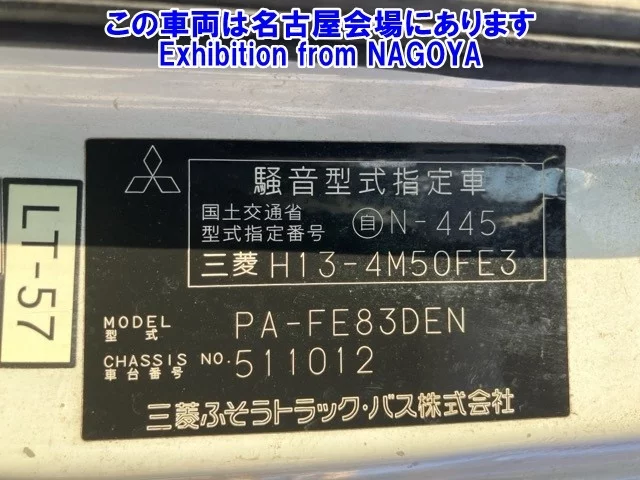 この車両は名古屋会場にあります
Exhibition from NAGOYA
騒音型式指定車
国土交通省
型式指定番号 自 N-445
三菱 H13-4M50FE3
LT-57
MODEL
型式 PA-FE83DEN
CHASSIS NO.
車台番号 511012
三菱ふそうトラック・バス株式会社